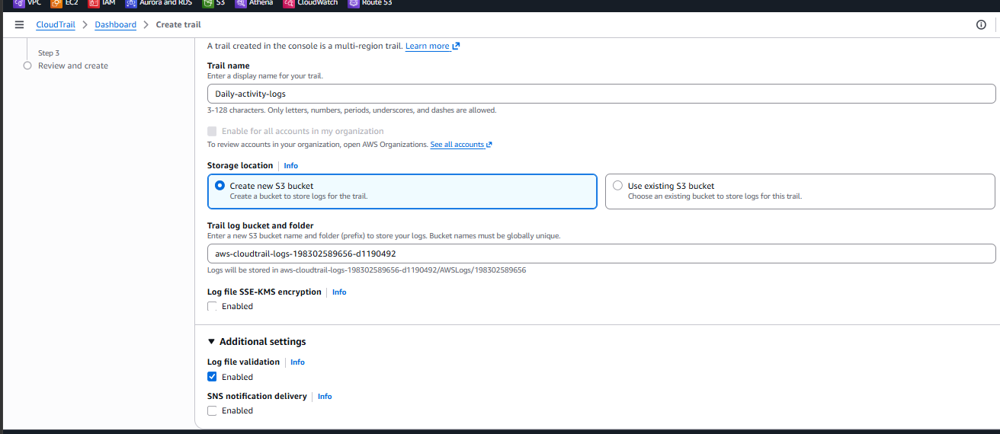 VPC EC2 IAM Aurora and RDS S3 Athena CloudWatch Route 53
CloudTrail Dashboard Create trail
Step 3
Review and create
A trail created in the console is a multi-region trail. Learn more
Trail name
Enter a display name for your trail.
Daily-activity-logs
3-128 characters. Only letters, numbers, periods, underscores, and dashes are allowed.
Enable for all accounts in my organization
To review accounts in your organization, open AWS Organizations. See all accounts
Storage location Info
Create new S3 bucket
Create a bucket to store logs for the trail.
Use existing S3 bucket
Choose an existing bucket to store logs for this trail.
Trail log bucket and folder
Enter a new S3 bucket name and folder (prefix) to store your logs. Bucket names must be globally unique.
aws-cloudtrail-logs-198302589656-d1190492
Logs will be stored in aws-cloudtrail-logs-198302589656-d1190492/AWSLogs/198302589656
Log file SSE-KMS encryption Info
Enabled
Additional settings
Log file validation Info
Enabled
SNS notification delivery Info
Enabled